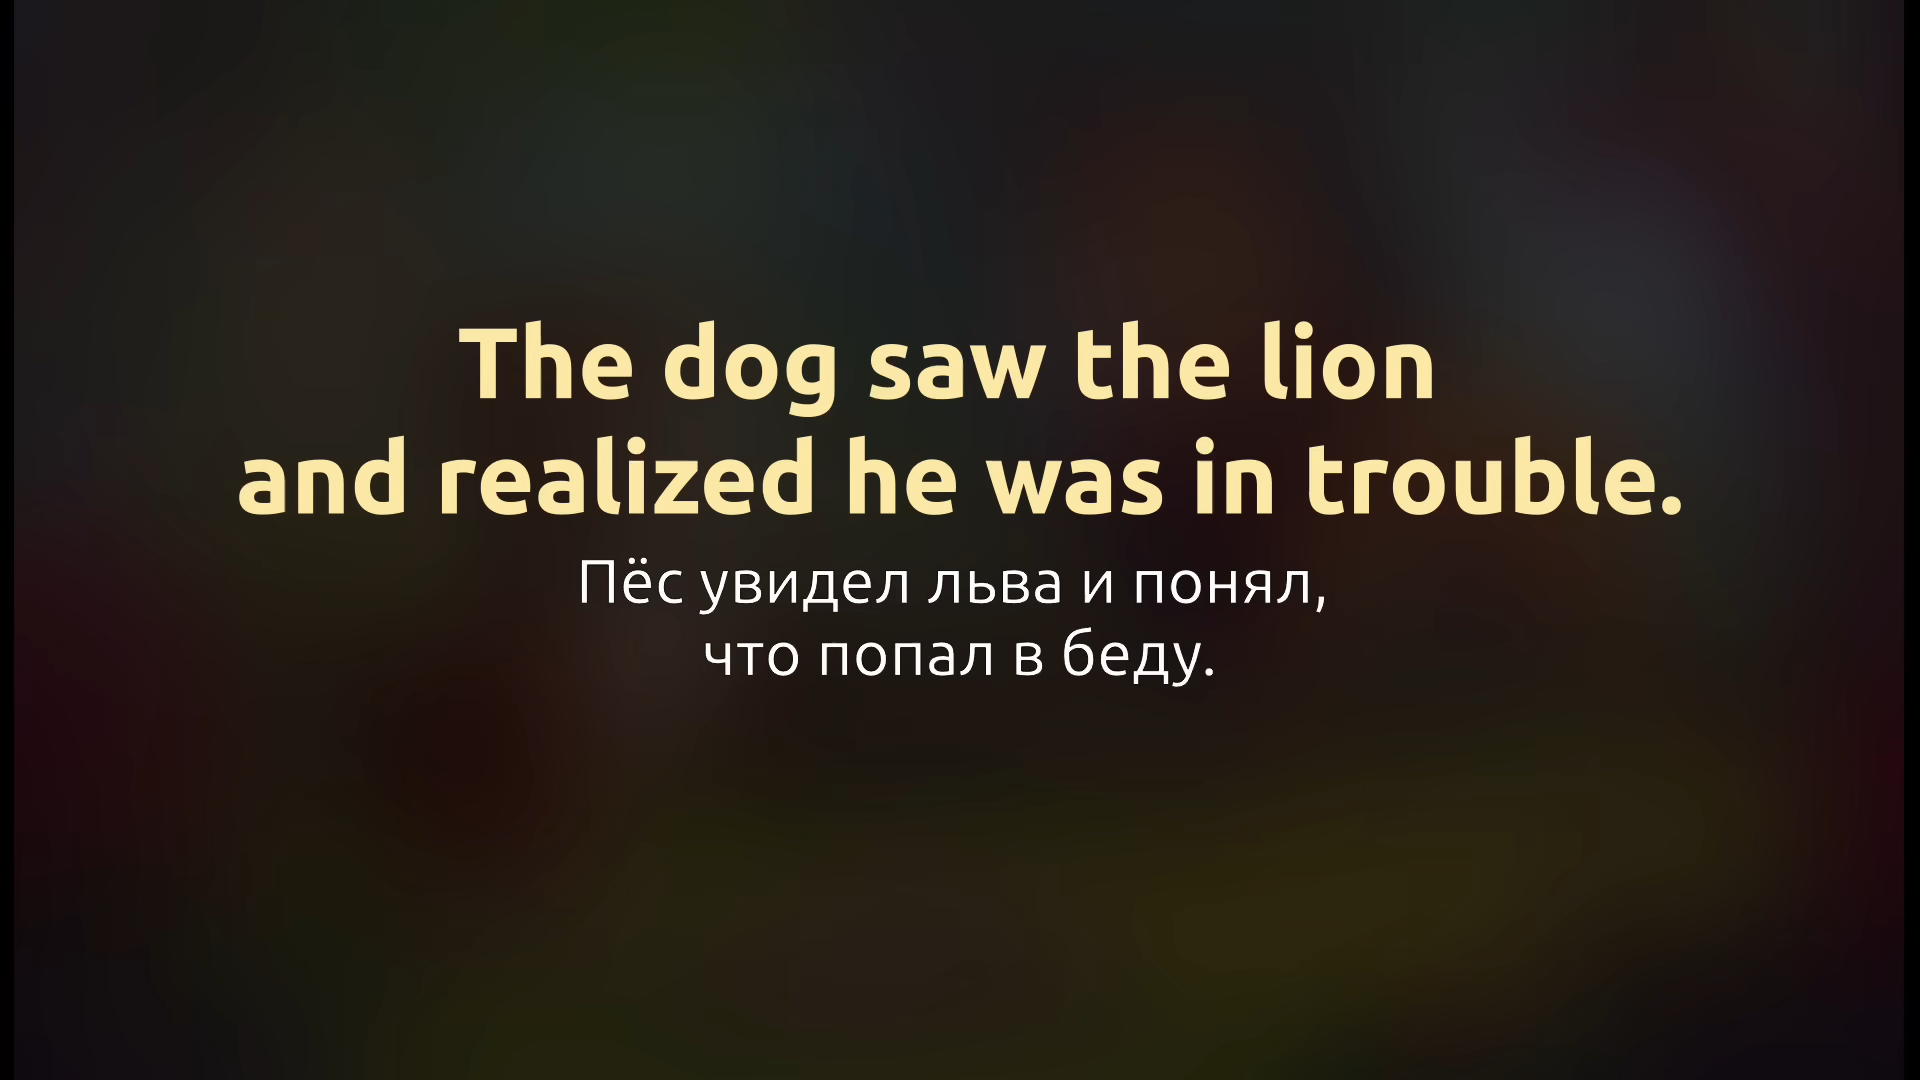 The dog saw the lion
and realized he was in trouble.
Пёс увидел льва и понял,
что попал в беду.